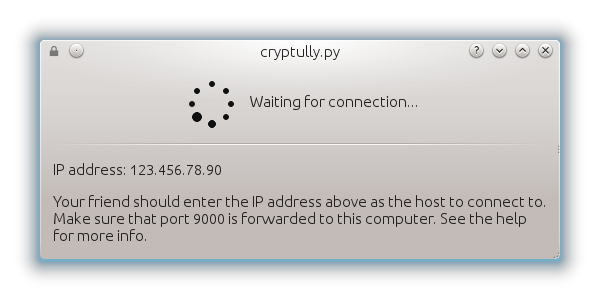 cryptully.py
Waiting for connection...
IP address: 123.456.78.90
Your friend should enter the IP address above as the host to connect to.
Make sure that port 9000 is forwarded to this computer. See the help
for more info.